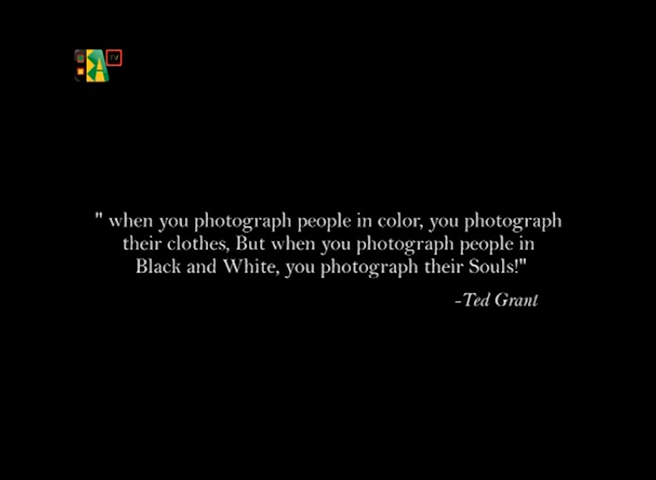 A TV
" when you photograph people in color, you photograph
their clothes, But when you photograph people in
Black and White, you photograph their Souls!"
-Ted Grant